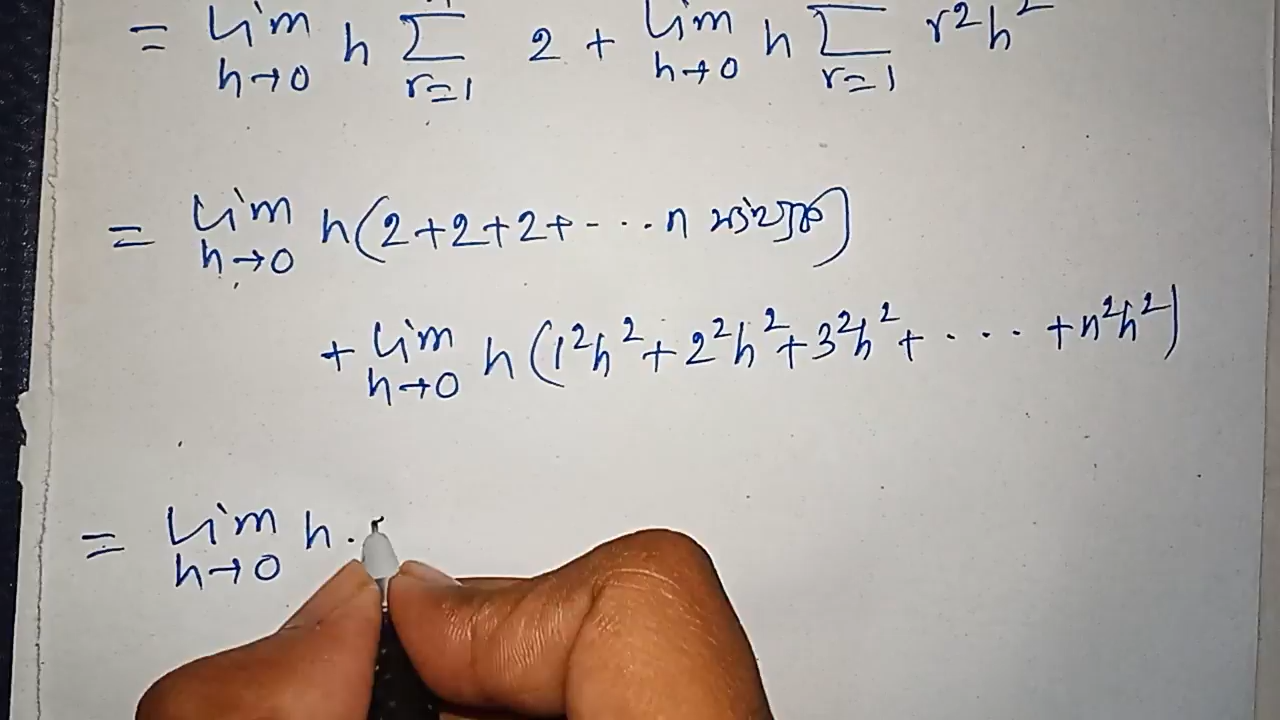 = Lim h→0 h Σ r=1 2 + Lim h→0 h Σ r=1 r²h²
= Lim h→0 h(2+2+2+-...n সংখ্যক)
+ Lim h→0 h(1²h²+2²h²+3²h²+....+n²h²)
= Lim h→0 h.